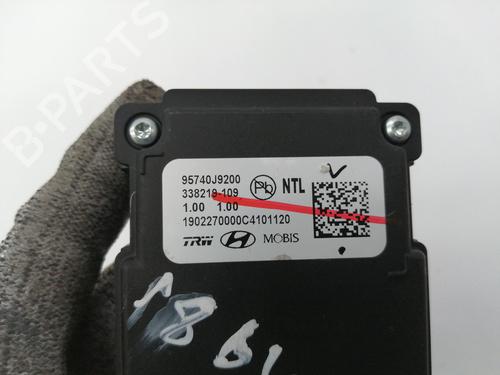 B-PARTS
95740J9200
338219-109
1.00 1.00
1902270000C4101120
Pb NTL
TRW MOBIS